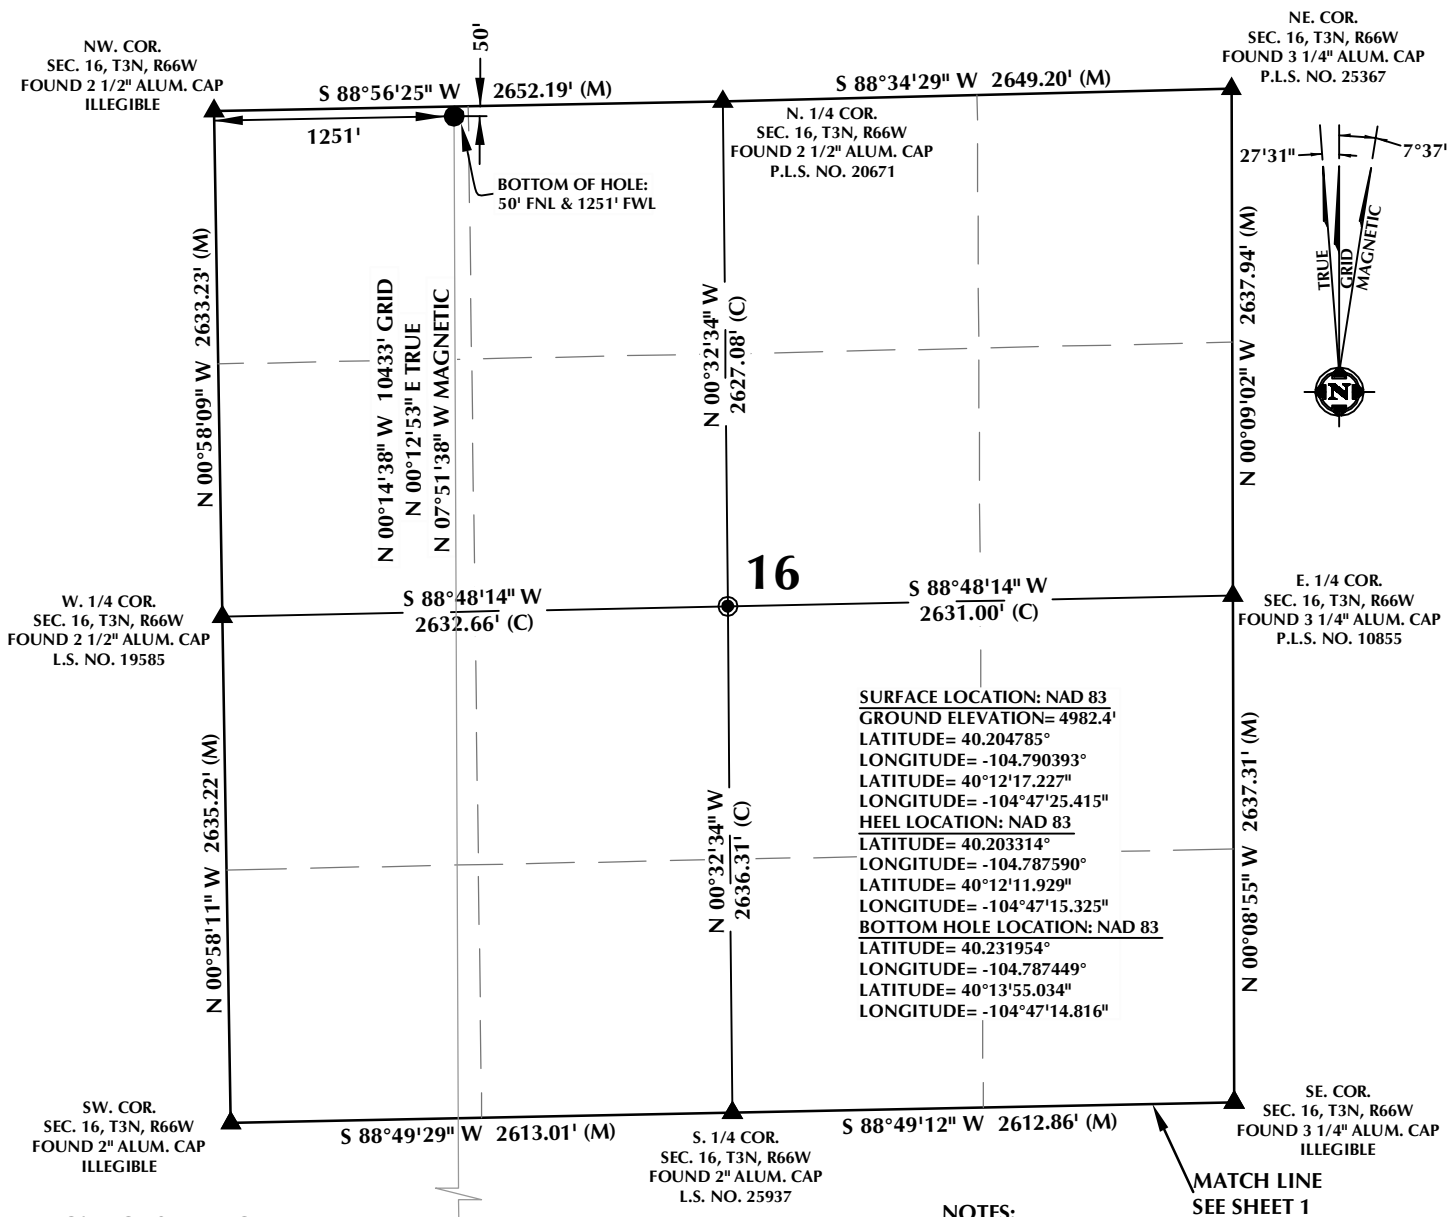 50'
NW. COR.
SEC. 16, T3N, R66W
FOUND 2 1/2" ALUM. CAP
ILLEGIBLE
S 88°56'25" W 2652.19' (M)
S 88°34'29" W 2649.20' (M)
NE. COR.
SEC. 16, T3N, R66W
FOUND 3 1/4" ALUM. CAP
P.L.S. NO. 25367
1251'
N. 1/4 COR.
SEC. 16, T3N, R66W
FOUND 2 1/2" ALUM. CAP
P.L.S. NO. 20671
BOTTOM OF HOLE:
50' FNL & 1251' FWL
27'31"
7°37'
TRUE
GRID
MAGNETIC
N
N 00°58'09" W 2633.23' (M)
N 00°14'38" W 10433' GRID
N 00°12'53" E TRUE
N 07°51'38" W MAGNETIC
N 00°32'34" W
2627.08' (C)
N 00°09'02" W 2637.94' (M)
16
W. 1/4 COR.
SEC. 16, T3N, R66W
FOUND 2 1/2" ALUM. CAP
L.S. NO. 19585
S 88°48'14" W
2632.66' (C)
S 88°48'14" W
2631.00' (C)
E. 1/4 COR.
SEC. 16, T3N, R66W
FOUND 3 1/4" ALUM. CAP
P.L.S. NO. 10855
SURFACE LOCATION: NAD 83
GROUND ELEVATION= 4982.4'
LATITUDE= 40.204785°
LONGITUDE= -104.790393°
LATITUDE= 40°12'17.227"
LONGITUDE= -104°47'25.415"
HEEL LOCATION: NAD 83
LATITUDE= 40.203314°
LONGITUDE= -104.787590°
LATITUDE= 40°12'11.929"
LONGITUDE= -104°47'15.325"
BOTTOM HOLE LOCATION: NAD 83
LATITUDE= 40.231954°
LONGITUDE= -104.787449°
LATITUDE= 40°13'55.034"
LONGITUDE= -104°47'14.816"
N 00°58'11" W 2635.22' (M)
N 00°32'34" W
2636.31' (C)
N 00°08'55" W 2637.31' (M)
SW. COR.
SEC. 16, T3N, R66W
FOUND 2" ALUM. CAP
ILLEGIBLE
S 88°49'29" W 2613.01' (M)
S. 1/4 COR.
SEC. 16, T3N, R66W
FOUND 2" ALUM. CAP
L.S. NO. 25937
S 88°49'12" W 2612.86' (M)
SE. COR.
SEC. 16, T3N, R66W
FOUND 3 1/4" ALUM. CAP
ILLEGIBLE
MATCH LINE
SEE SHEET 1
NOTES: